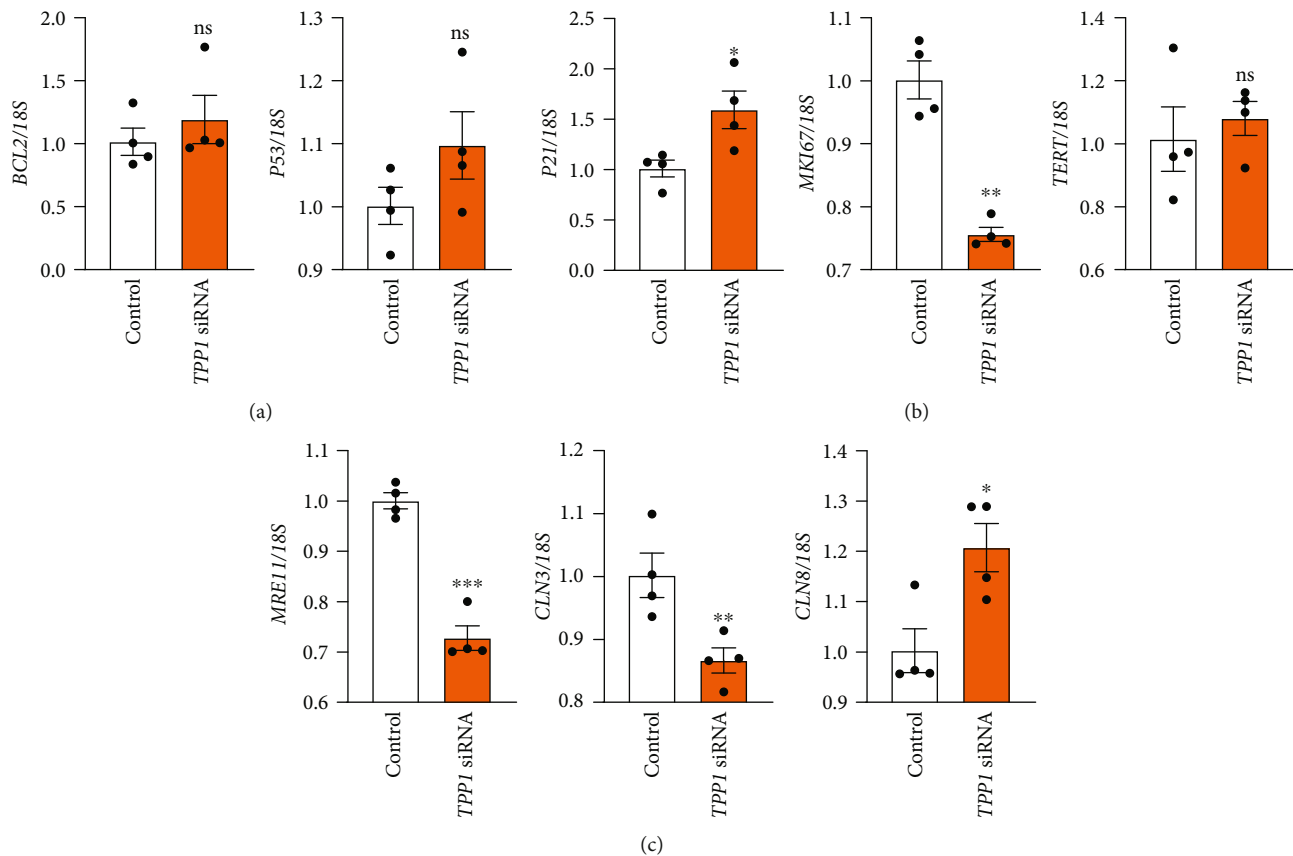 BCL2/18S
2.0
1.5
1.0
0.5
0.0
ns
Control
TPP1 siRNA
P53/18S
1.3
1.2
1.1
1.0
0.9
ns
Control
TPP1 siRNA
P21/18S
2.5
2.0
1.5
1.0
0.5
0.0
*
Control
TPP1 siRNA
(a)
MKI67/18S
1.1
1.0
0.9
0.8
0.7
**
Control
TPP1 siRNA
TERT/18S
1.4
1.2
1.0
0.8
0.6
ns
Control
TPP1 siRNA
(b)
MRE11/18S
1.1
1.0
0.9
0.8
0.7
0.6
***
Control
TPP1 siRNA
CLN3/18S
1.2
1.1
1.0
0.9
0.8
**
Control
TPP1 siRNA
CLN8/18S
1.4
1.3
1.2
1.1
1.0
0.9
*
Control
TPP1 siRNA
(c)